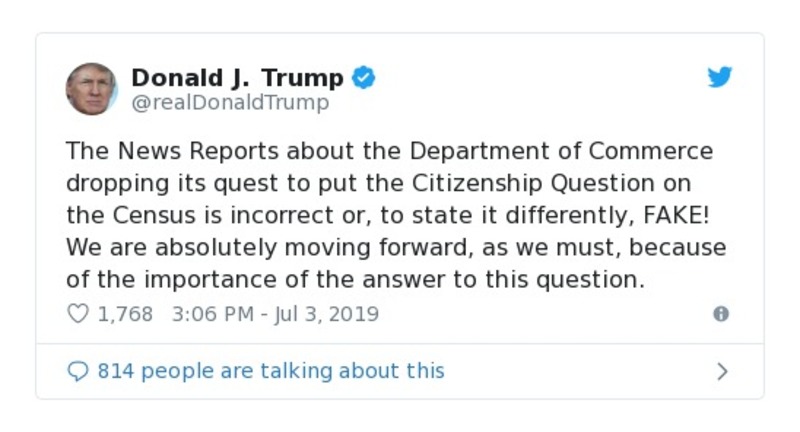 Donald J. Trump
@realDonaldTrump
The News Reports about the Department of Commerce
dropping its quest to put the Citizenship Question on
the Census is incorrect or, to state it differently, FAKE!
We are absolutely moving forward, as we must, because
of the importance of the answer to this question.
1,768 3:06 PM - Jul 3, 2019
814 people are talking about this